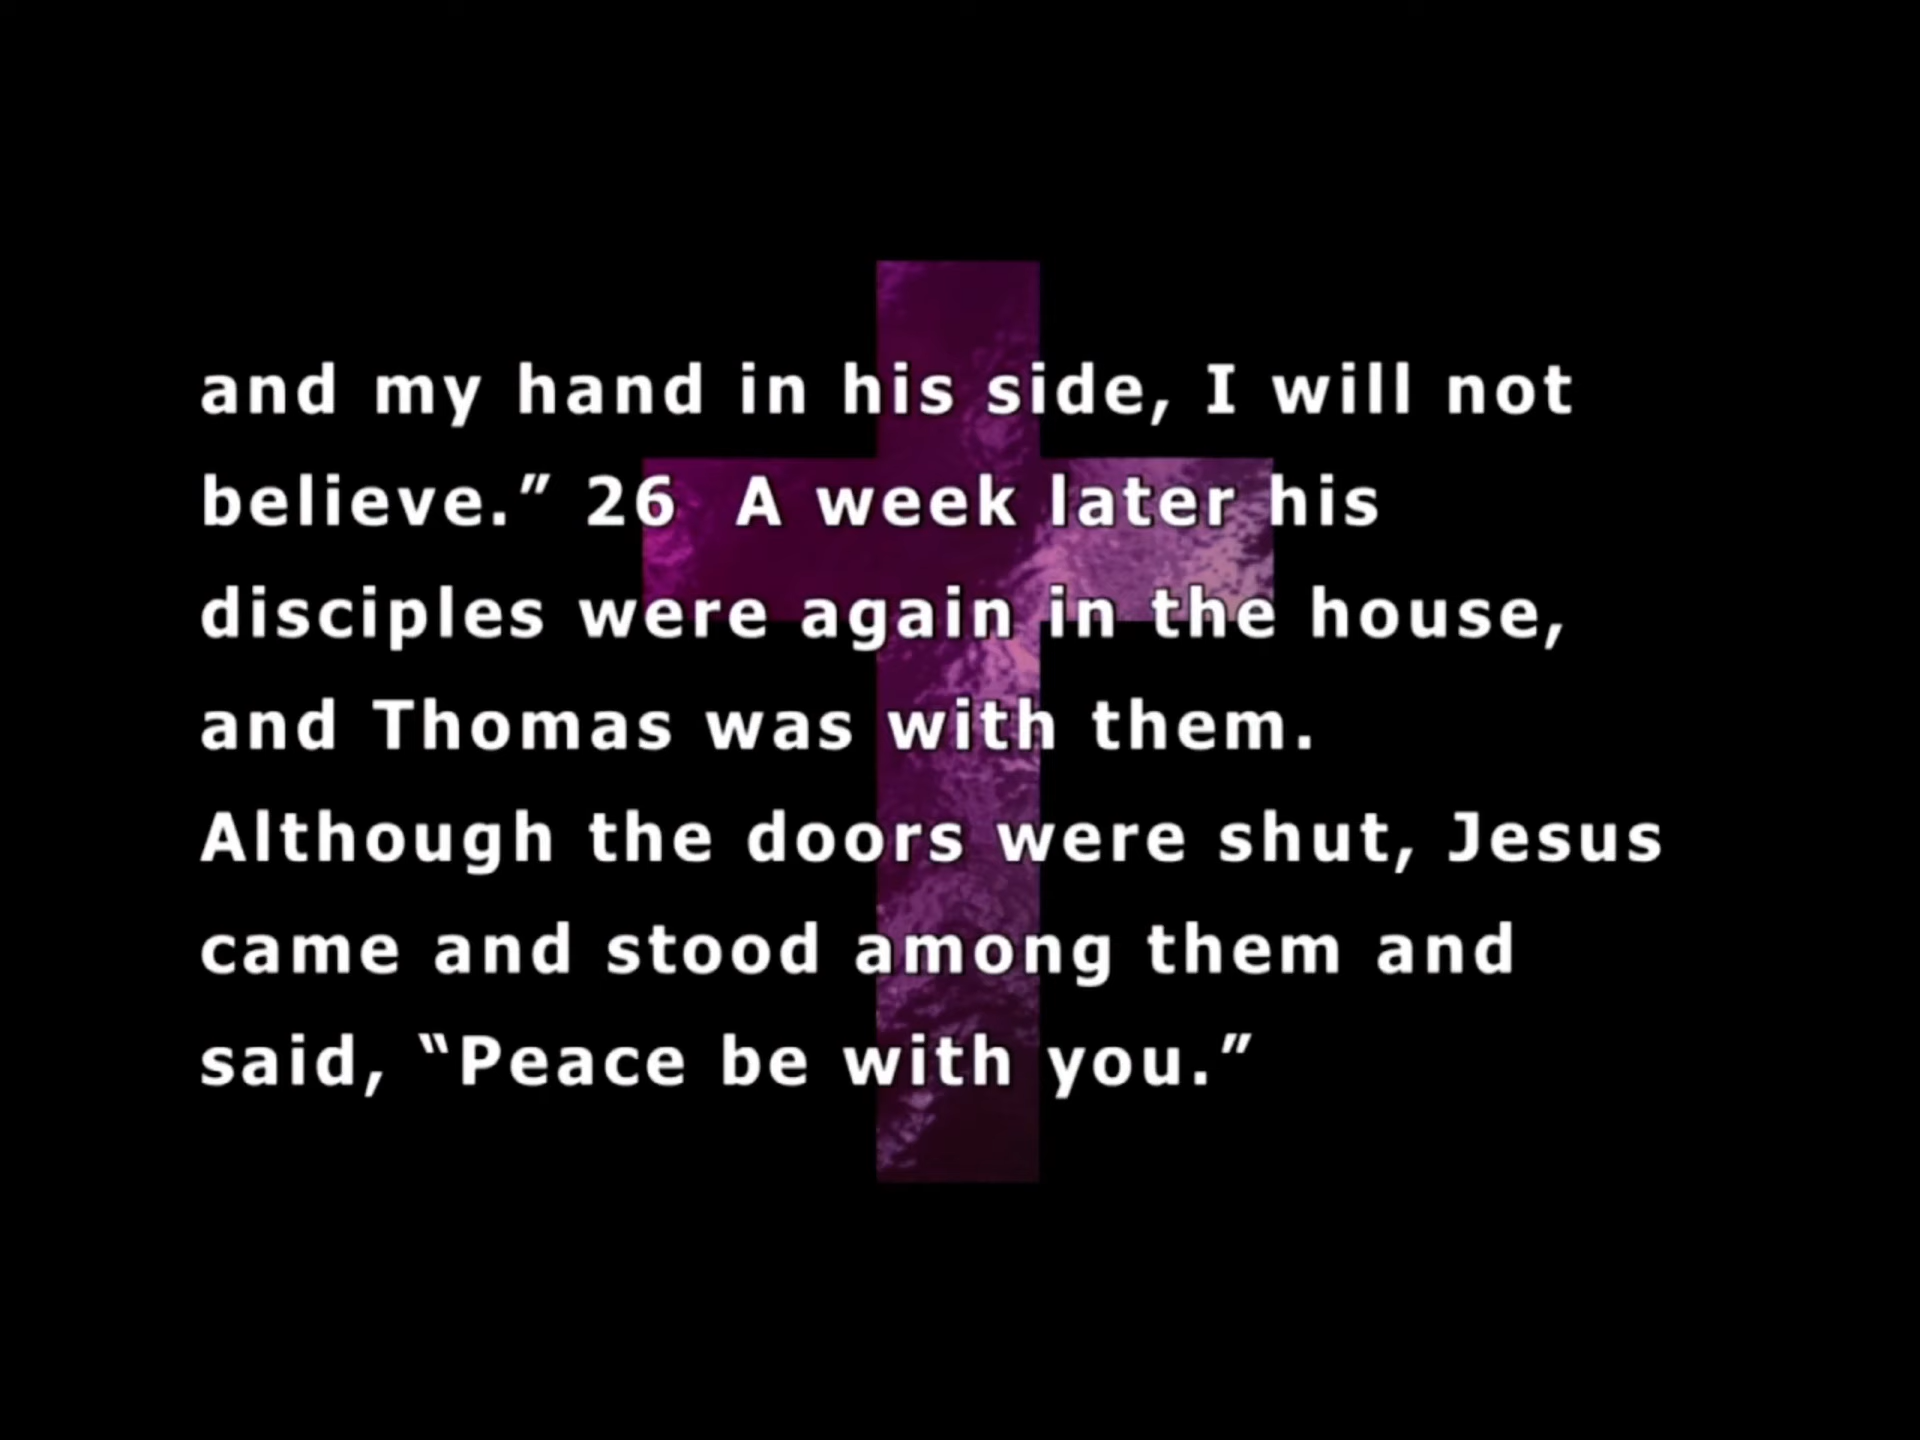 and my hand in his side, I will not
believe.” 26  A week later his
disciples were again in the house,
and Thomas was with them.
Although the doors were shut, Jesus
came and stood among them and
said, “Peace be with you.”